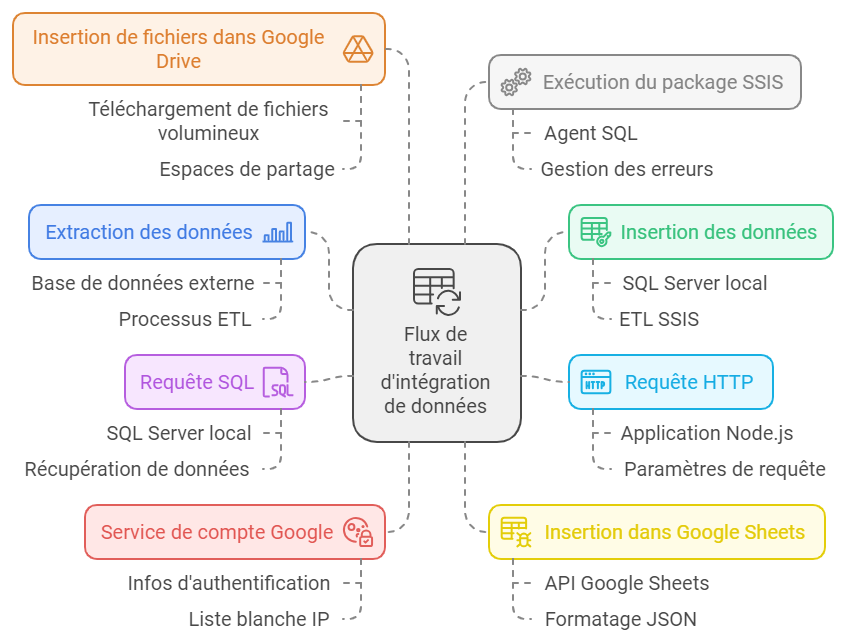 Insertion de fichiers dans Google
Drive
Téléchargement de fichiers
volumineux
Espaces de partage
Exécution du package SSIS
Agent SQL
Gestion des erreurs
Extraction des données
Base de données externe
Processus ETL
Insertion des données
SQL Server local
ETL SSIS
Flux de
travail
d'intégration
de données
Requête SQL
SQL
SQL Server local
Récupération de données
HTTP
Requête HTTP
Application Node.js
Paramètres de requête
Service de compte Google
Infos d'authentification
Liste blanche IP
Insertion dans Google Sheets
API Google Sheets
Formatage JSON